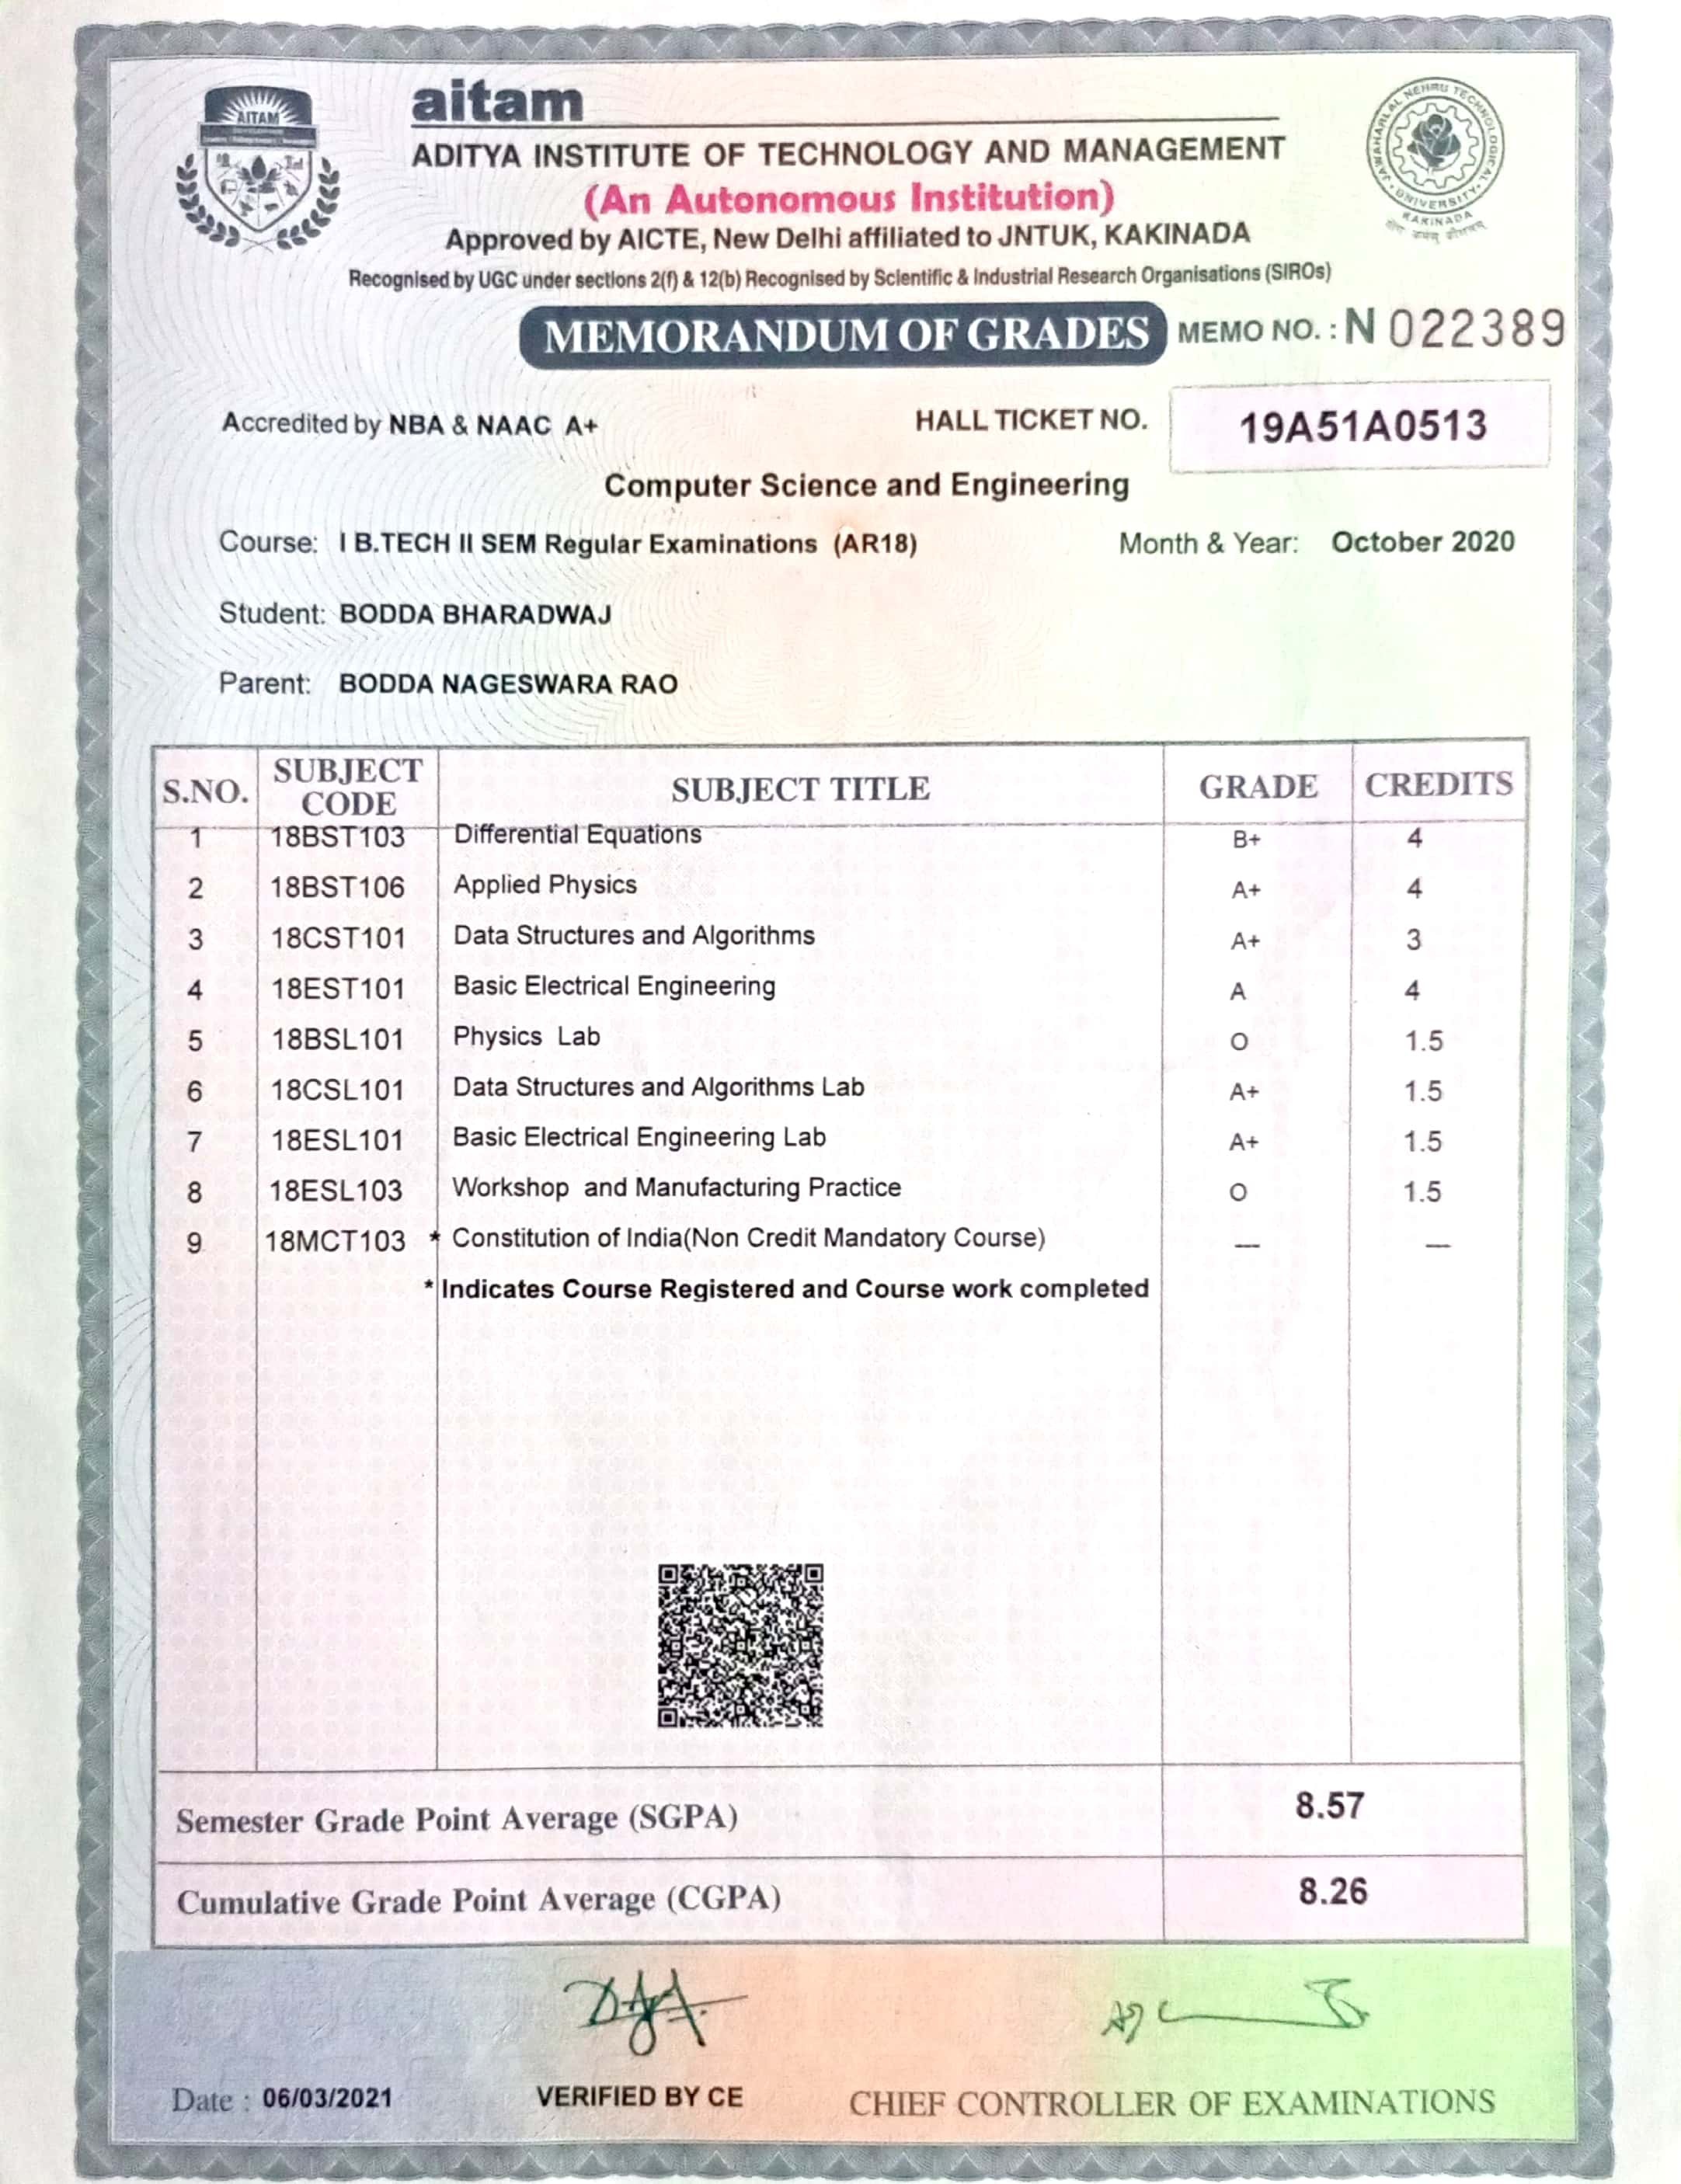 AITAM
aitam
ADITYA INSTITUTE OF TECHNOLOGY AND MANAGEMENT
(An Autonomous Institution)
Approved by AICTE, New Delhi affiliated to JNTUK, KAKINADA
Recognised by UGC under sections 2(f) & 12(b) Recognised by Scientific & Industrial Research Organisations (SIROs)
JAWAHARLAL NEHRU TECHNOLOGICAL UNIVERSITY
KAKINADA
MEMORANDUM OF GRADES MEMO NO. : N 022389
Accredited by NBA & NAAC A+ HALL TICKET NO. 19A51A0513
Computer Science and Engineering
Course: I B.TECH II SEM Regular Examinations (AR18) Month & Year: October 2020
Student: BODDA BHARADWAJ
Parent: BODDA NAGESWARA RAO
S.NO. SUBJECT CODE SUBJECT TITLE GRADE CREDITS
1 18BST103 Differential Equations B+ 4
2 18BST106 Applied Physics A+ 4
3 18CST101 Data Structures and Algorithms A+ 3
4 18EST101 Basic Electrical Engineering A 4
5 18BSL101 Physics Lab O 1.5
6 18CSL101 Data Structures and Algorithms Lab A+ 1.5
7 18ESL101 Basic Electrical Engineering Lab A+ 1.5
8 18ESL103 Workshop and Manufacturing Practice O 1.5
9 18MCT103 * Constitution of India(Non Credit Mandatory Course) — —
* Indicates Course Registered and Course work completed
Semester Grade Point Average (SGPA) 8.57
Cumulative Grade Point Average (CGPA) 8.26
Date : 06/03/2021 VERIFIED BY CE CHIEF CONTROLLER OF EXAMINATIONS